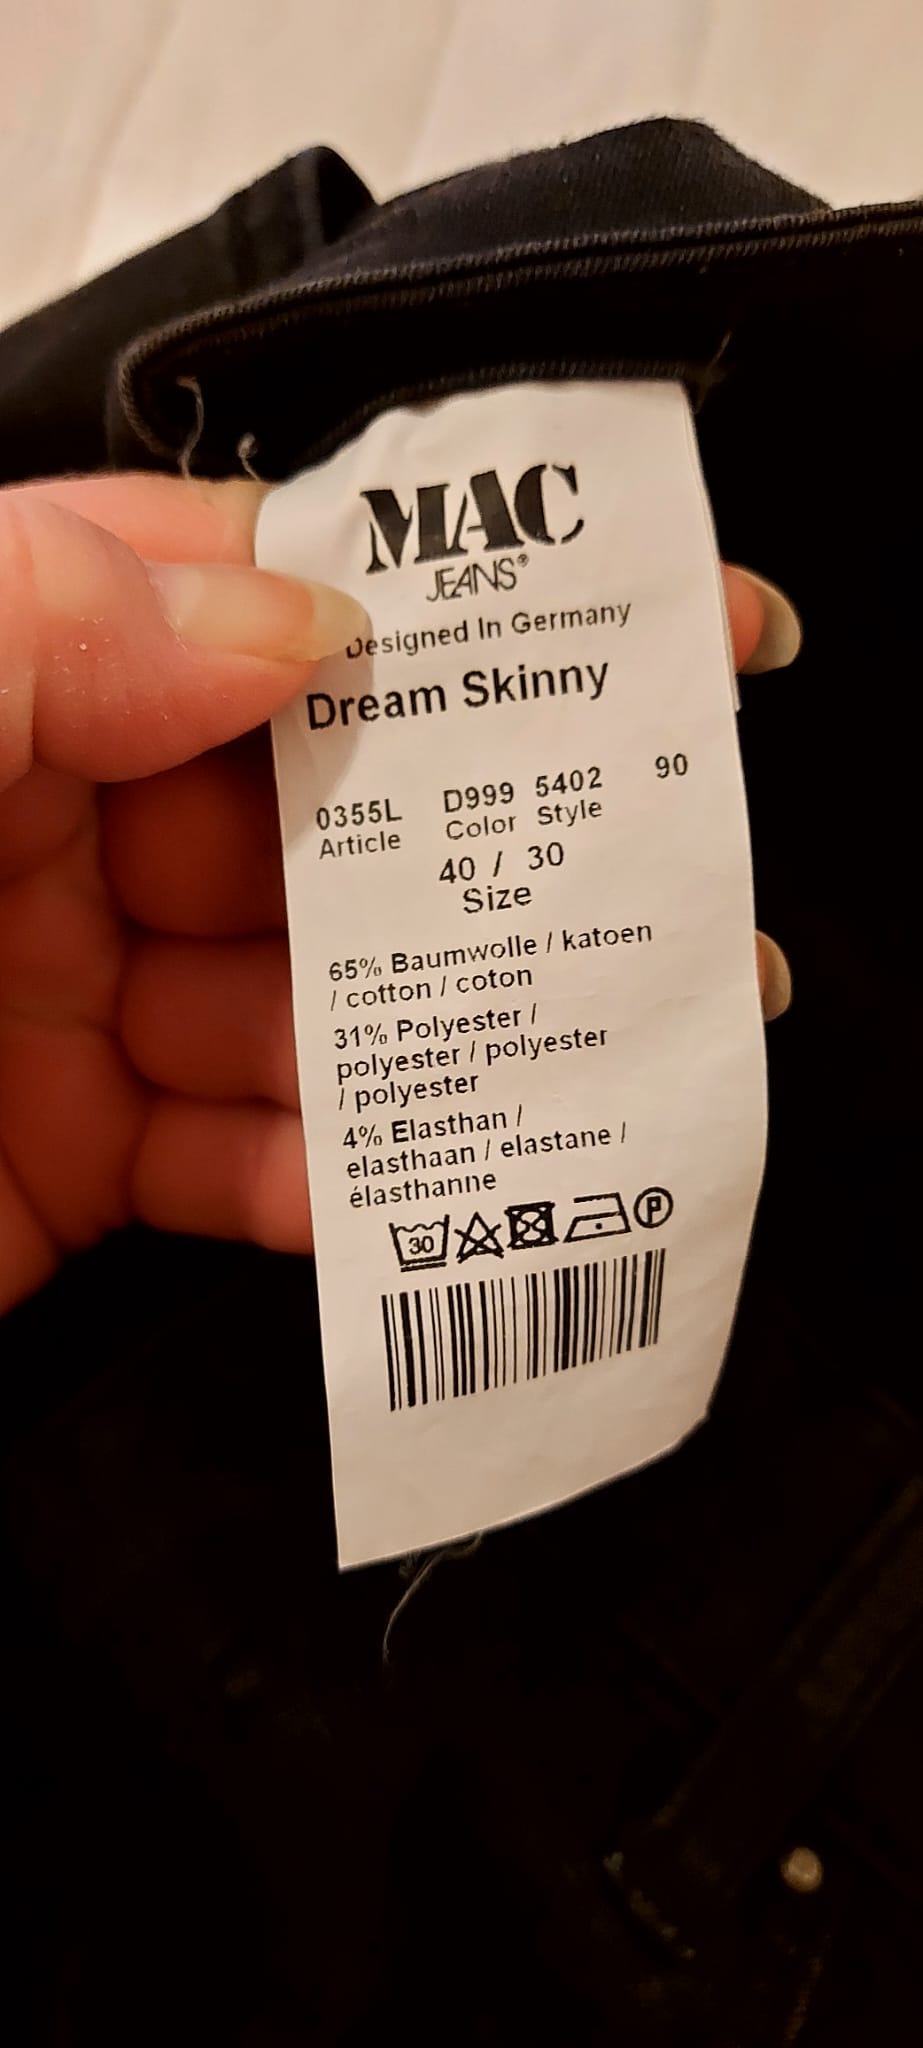 MAC
JEANS®
Designed In Germany
Dream Skinny
0355L D999 5402 90
Article Color Style
40 / 30
Size
65% Baumwolle / katoen
/ cotton / coton
31% Polyester /
polyester / polyester
/ polyester
4% Elasthan /
elasthaan / elastane /
élasthanne
30
P